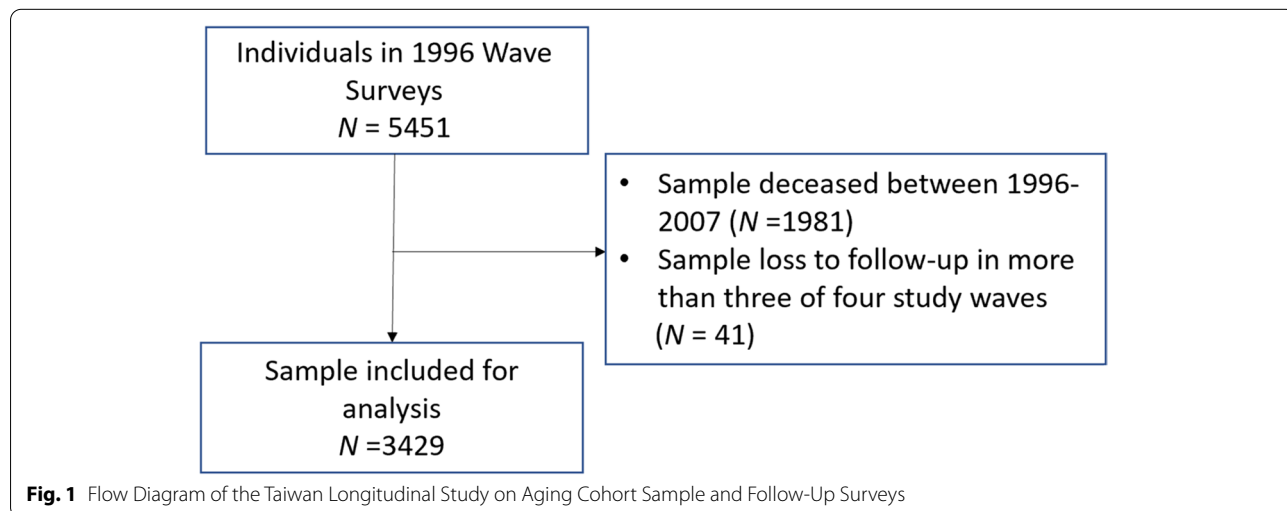 Individuals in 1996 Wave
Surveys
N = 5451
• Sample deceased between 1996-
2007 (N =1981)
• Sample loss to follow-up in more
than three of four study waves
(N = 41)
Sample included for
analysis
N =3429
Fig. 1 Flow Diagram of the Taiwan Longitudinal Study on Aging Cohort Sample and Follow-Up Surveys